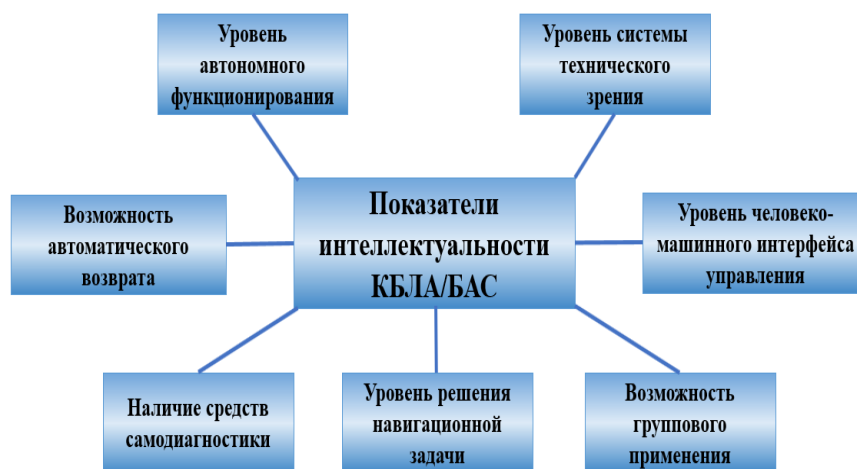 Уровень
автономного
функционирования
Уровень системы
технического
зрения
Возможность
автоматического
возврата
Показатели
интеллектуальности
КБЛА/БАС
Уровень человеко-
машинного интерфейса
управления
Наличие средств
самодиагностики
Уровень решения
навигационной
задачи
Возможность
группового
применения